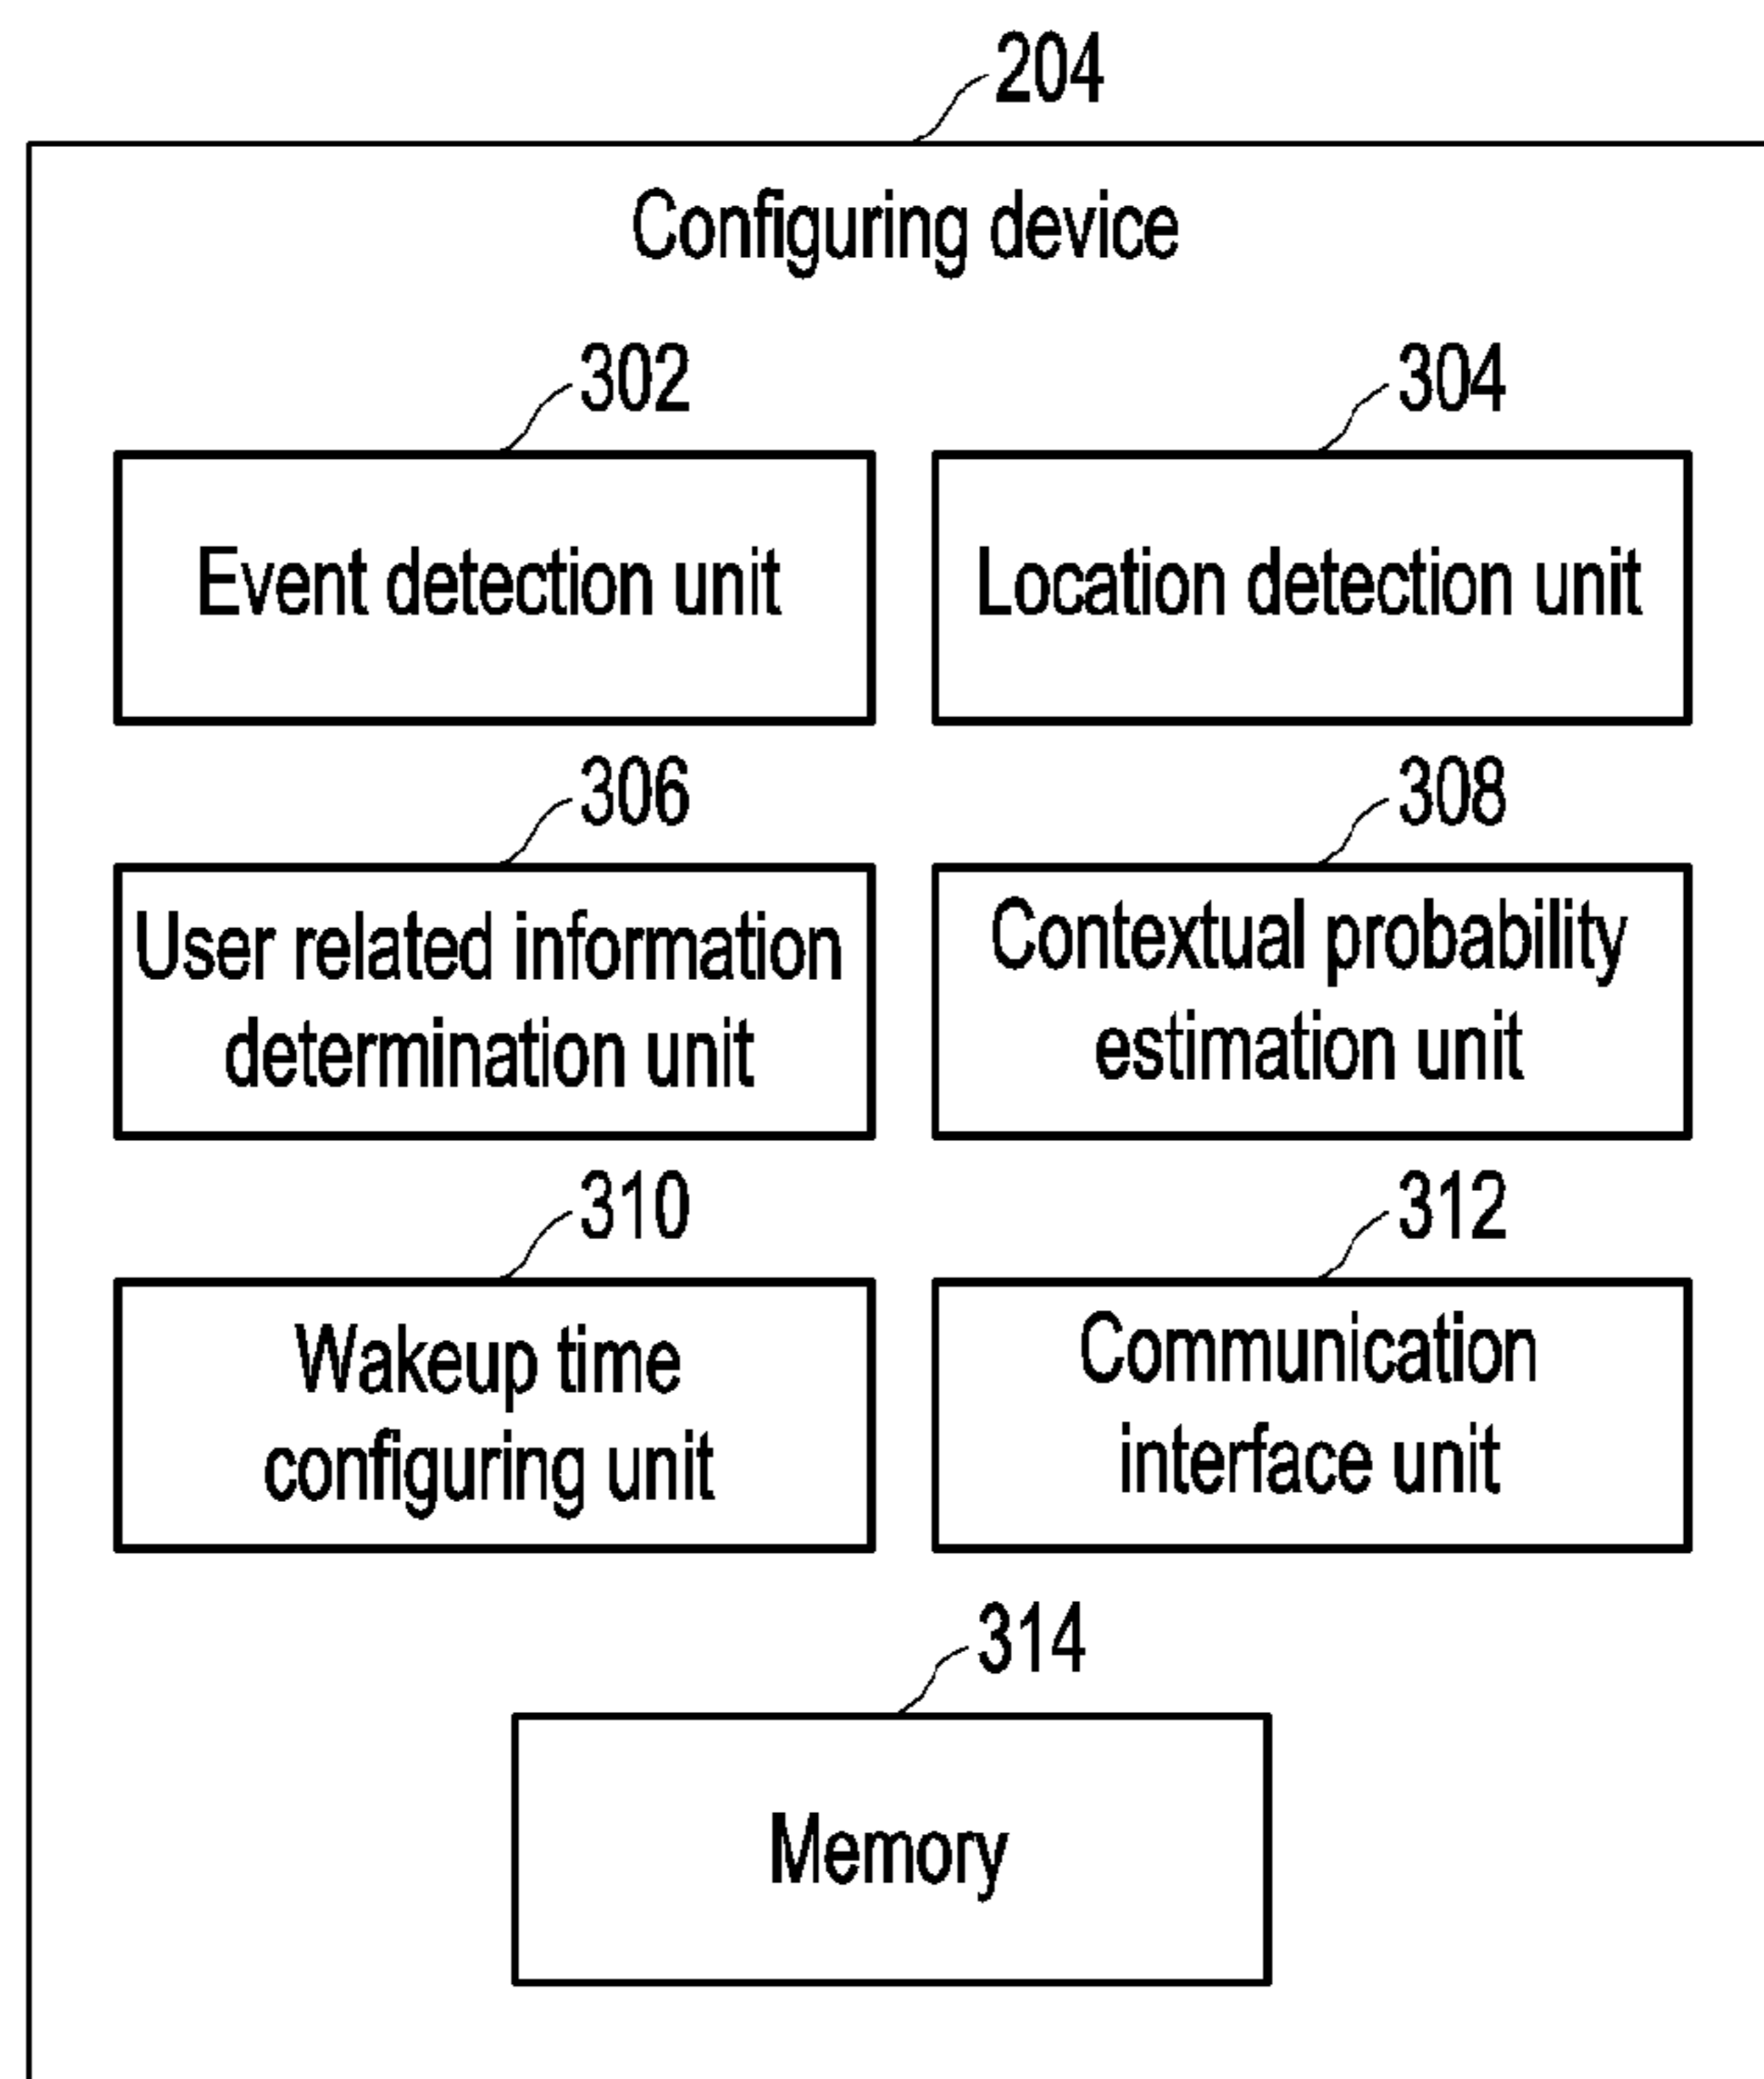 204
Configuring device
302
304
Event detection unit
Location detection unit
306
308
User related information
determination unit
Contextual probability
estimation unit
310
312
Wakeup time
configuring unit
Communication
interface unit
314
Memory